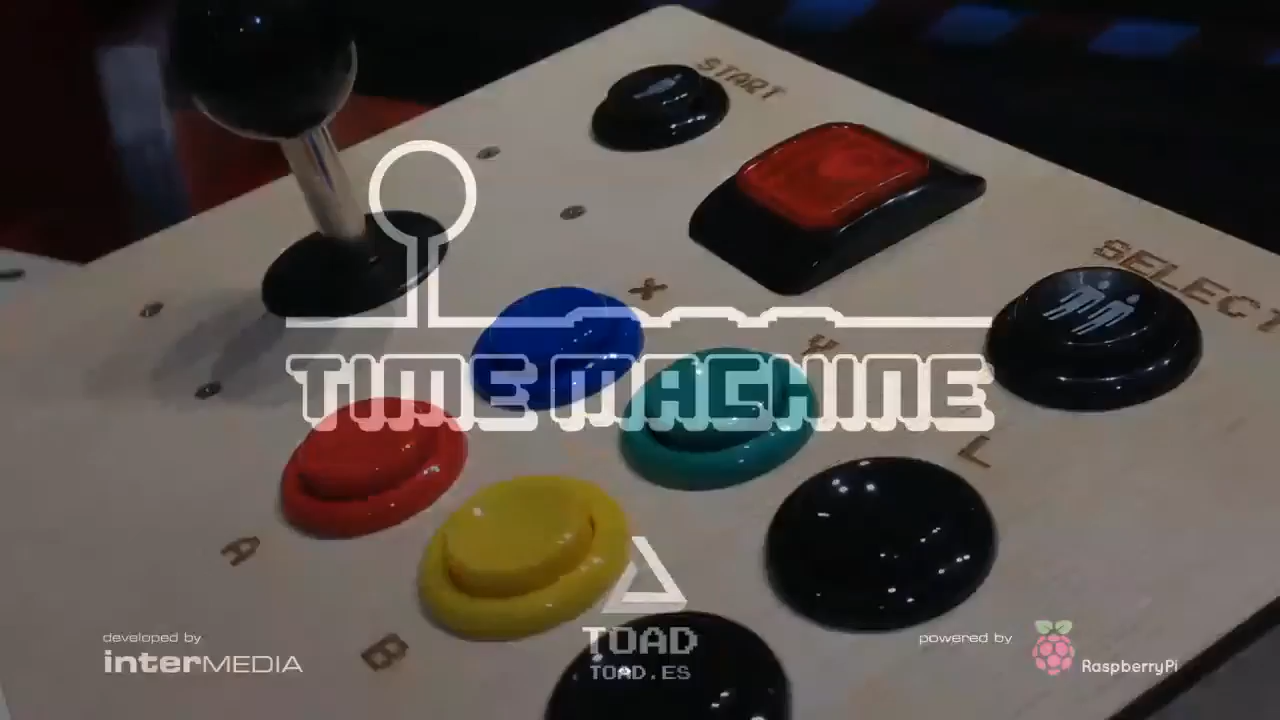 START
SELECT
X
TIME MACHINE
Y
L
A
B
TOAD
TOAD.ES
developed by
interMEDIA
powered by
RaspberryPi